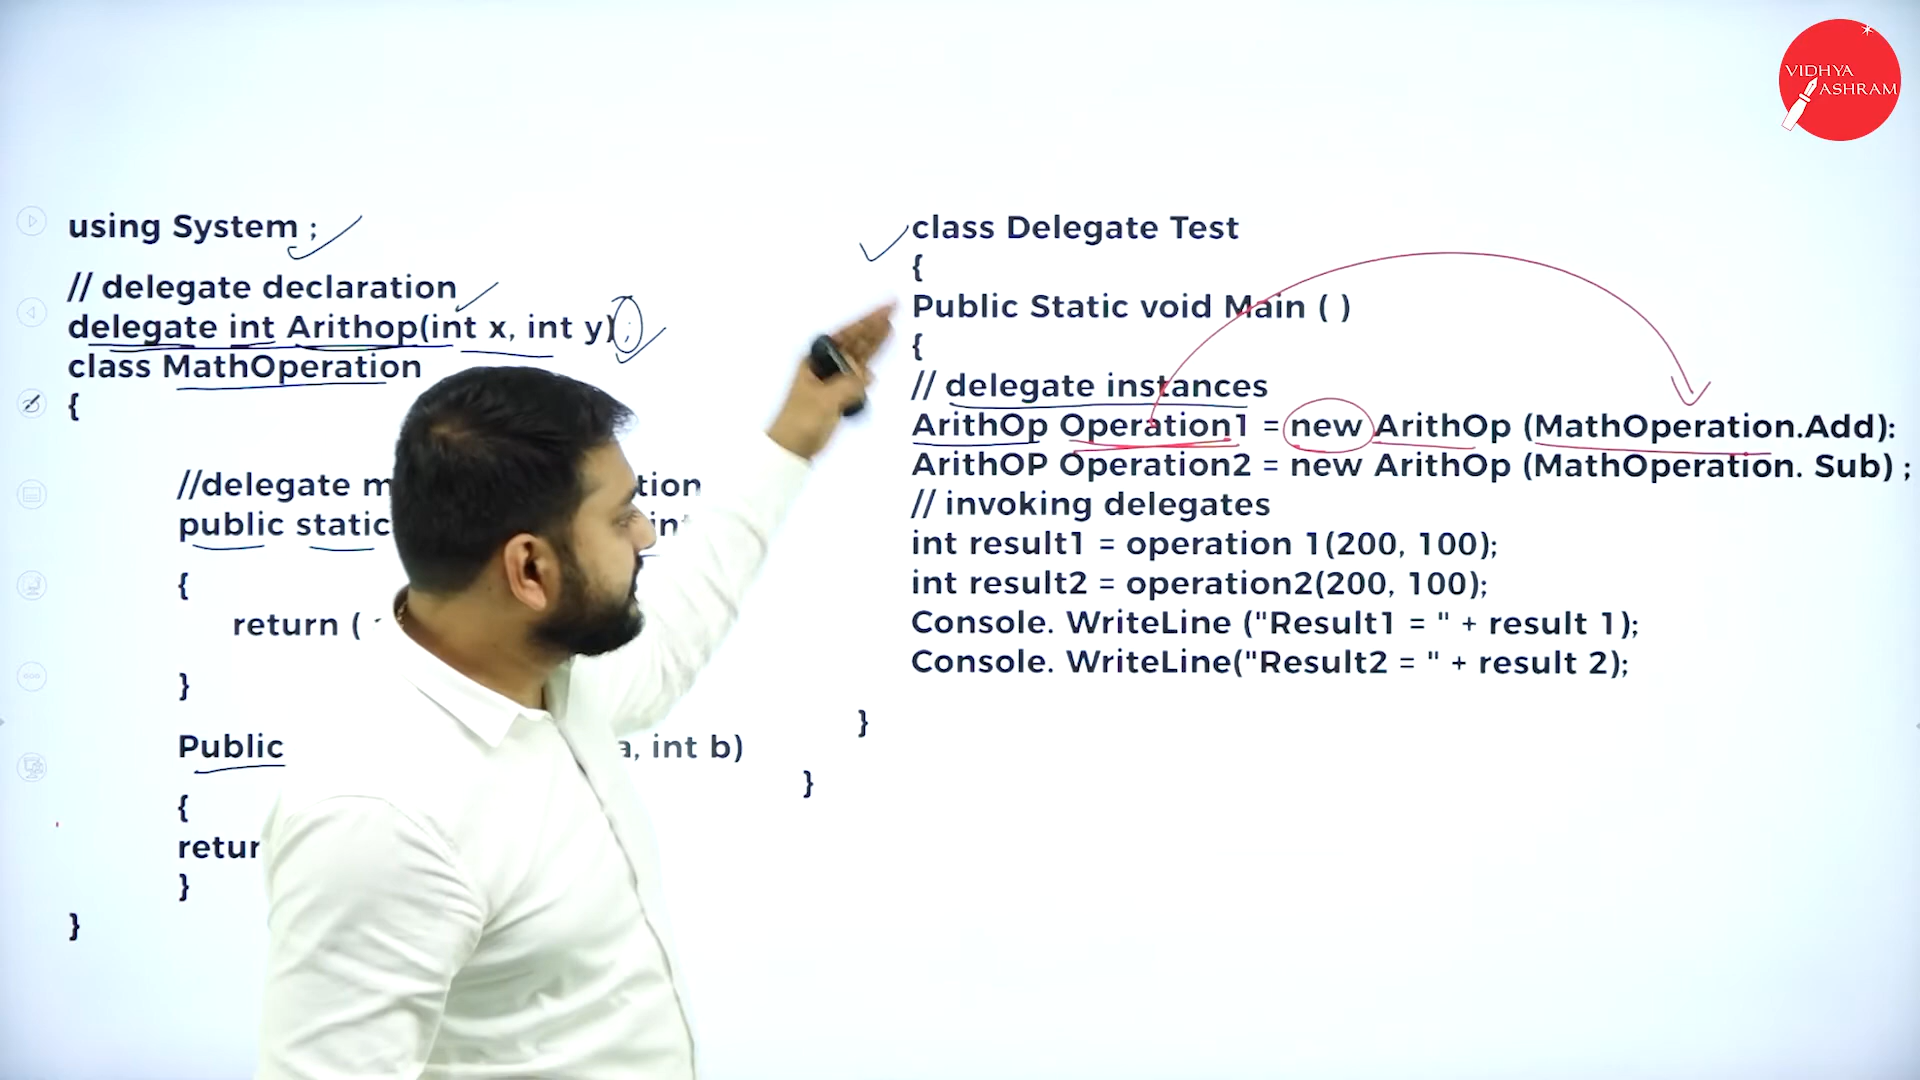 VIDHYA
ASHRAM
using System ;
// delegate declaration
delegate int Arithop(int x, int y) ;
class MathOperation
{
//delegate
public static
{
return (
}
Public a, int b)
{
}
}
class Delegate Test
{
Public Static void Main ( )
{
// delegate instances
ArithOp Operation1 = new ArithOp (MathOperation.Add):
ArithOP Operation2 = new ArithOp (MathOperation. Sub) ;
// invoking delegates
int result1 = operation 1(200, 100);
int result2 = operation2(200, 100);
Console. WriteLine ("Result1 = " + result 1);
Console. WriteLine("Result2 = " + result 2);
}
}